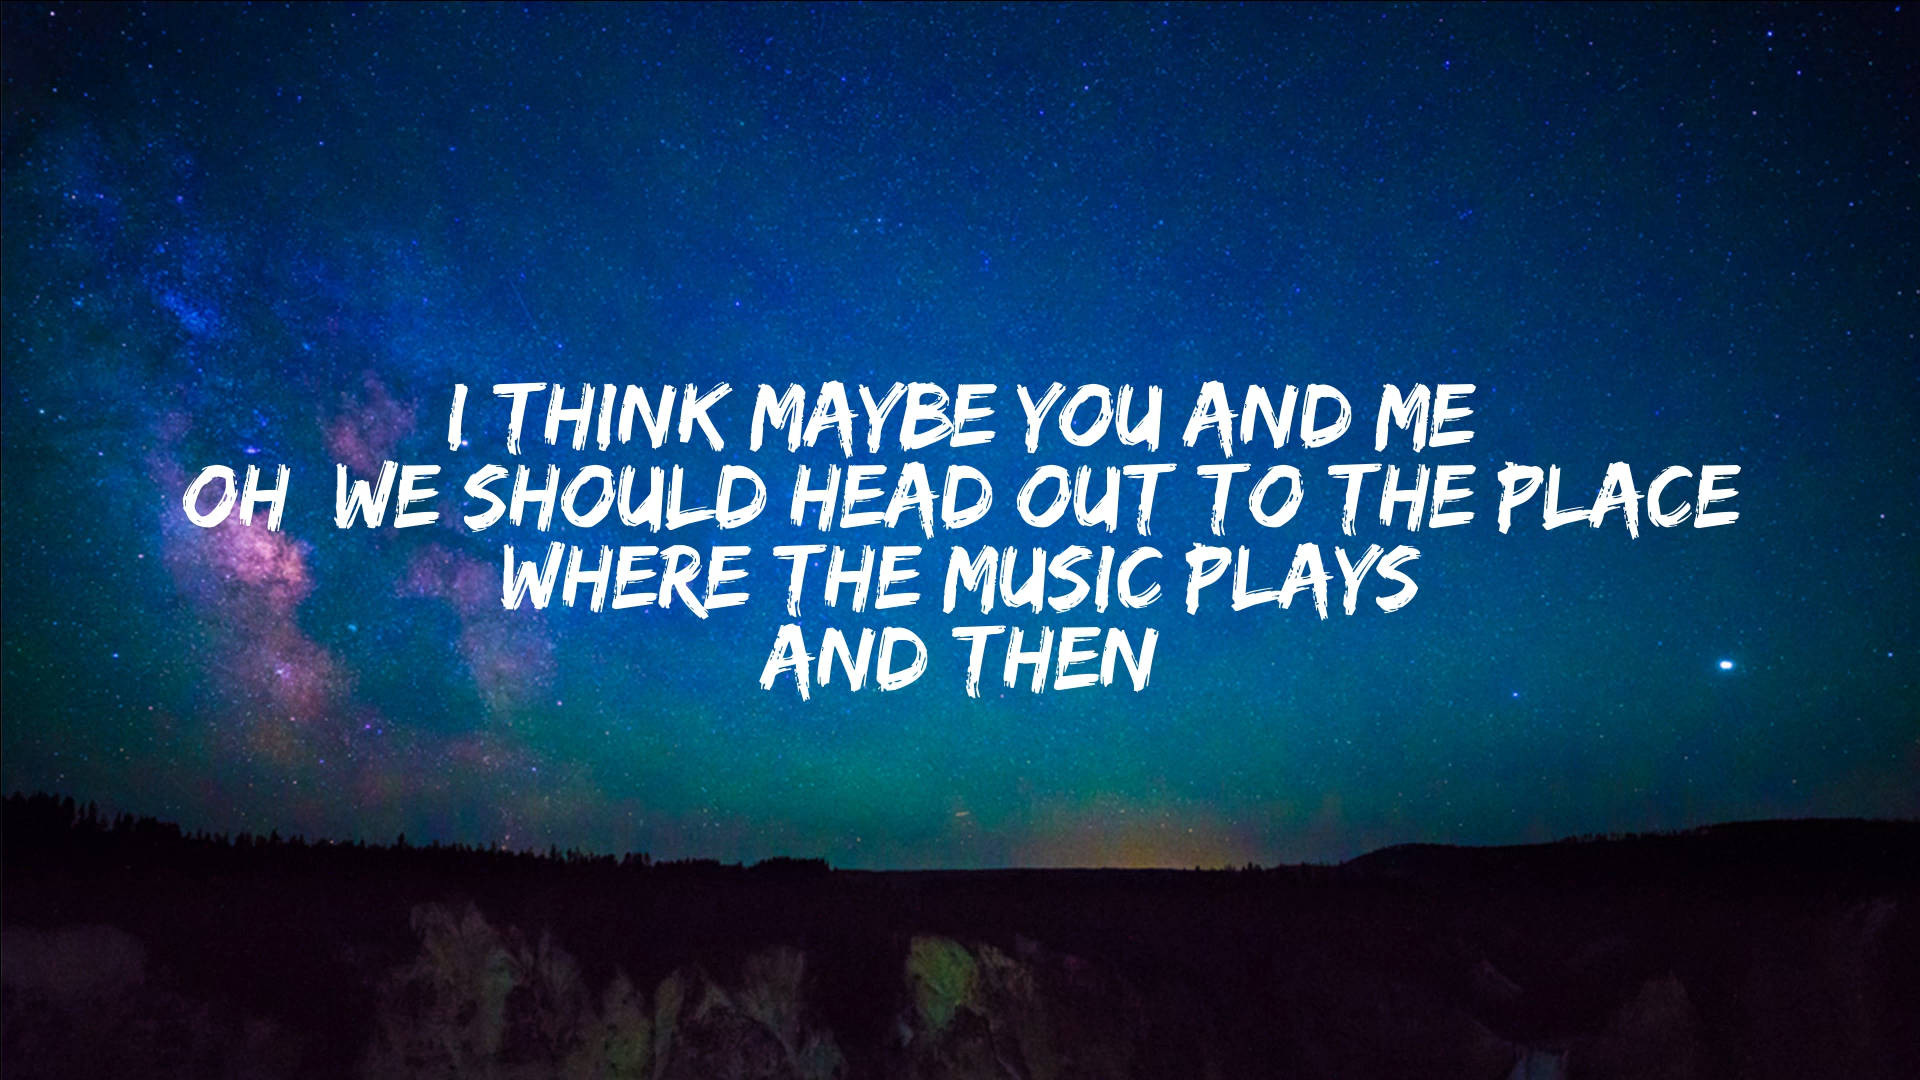 I THINK MAYBE YOU AND ME
OH WE SHOULD HEAD OUT TO THE PLACE
WHERE THE MUSIC PLAYS
AND THEN